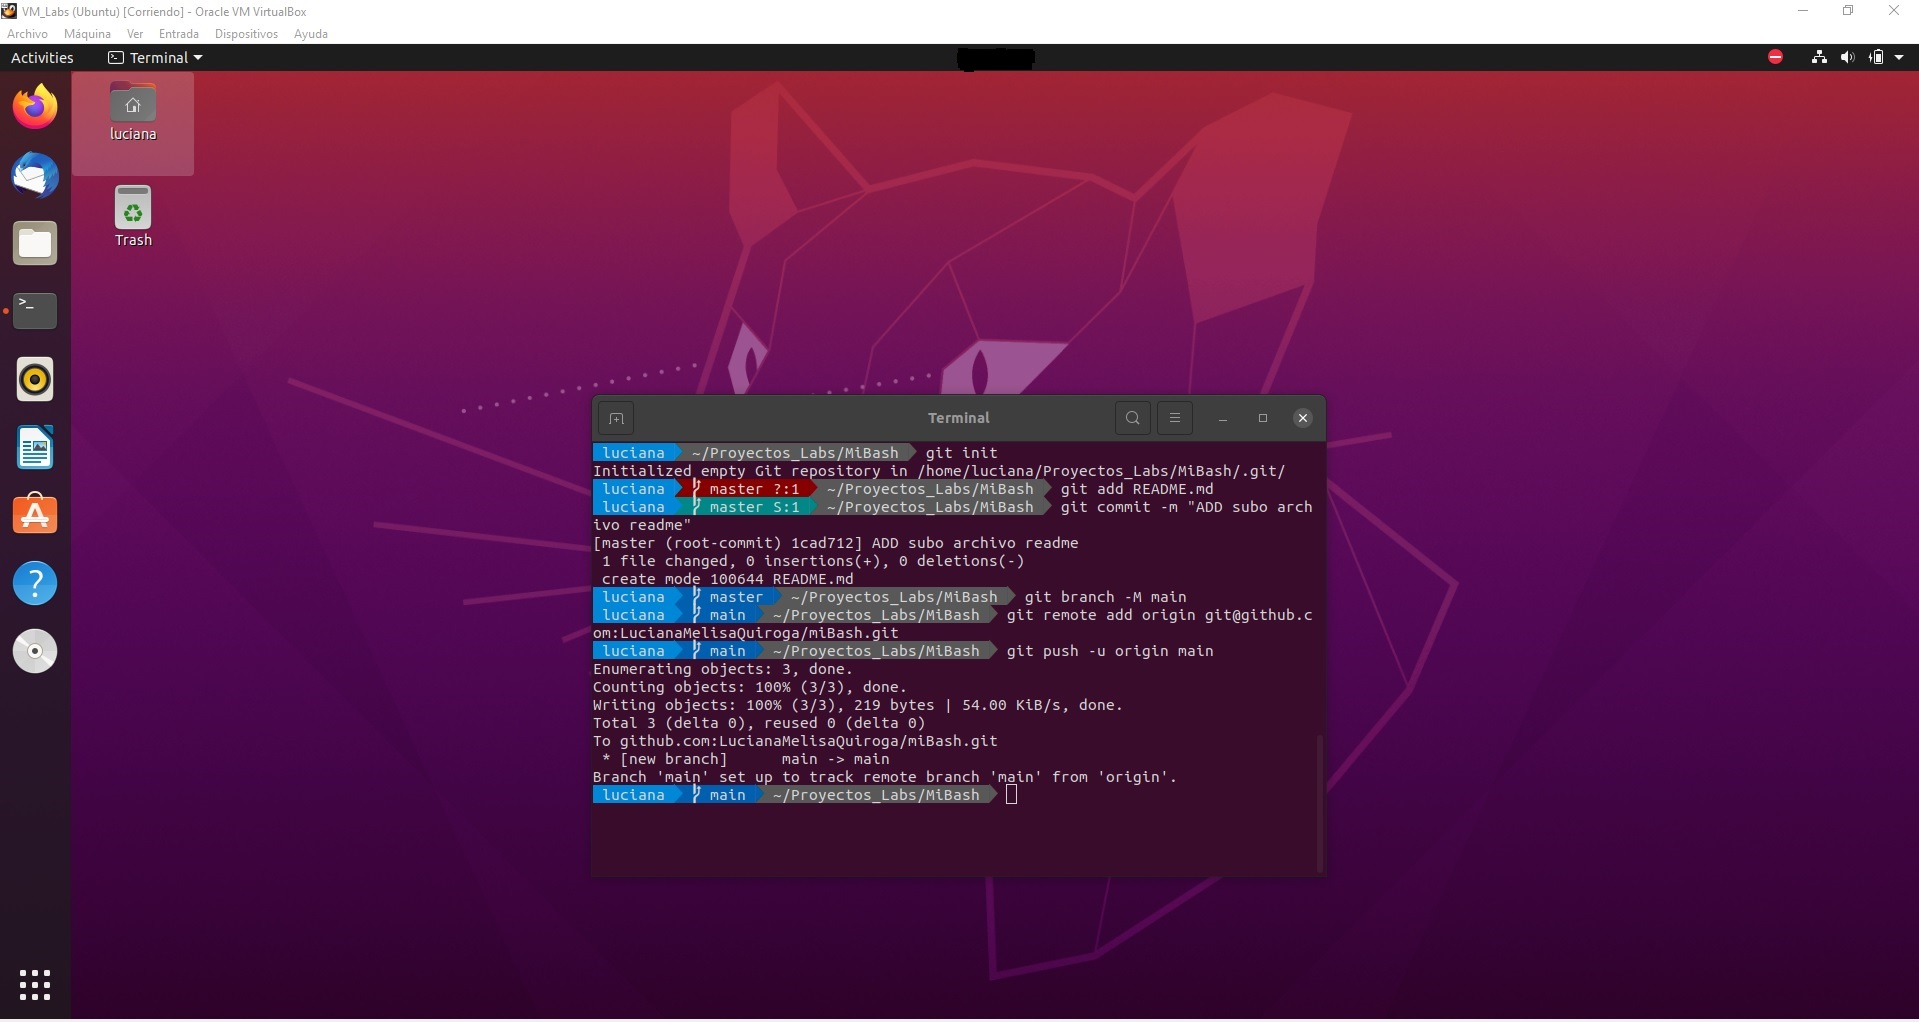 VM_Labs (Ubuntu) [Corriendo] - Oracle VM VirtualBox
Archivo Máquina Ver Entrada Dispositivos Ayuda
Activities Terminal
luciana
Trash
Terminal
luciana ~/Proyectos_Labs/MiBash git init
Initialized empty Git repository in /home/luciana/Proyectos_Labs/MiBash/.git/
luciana master ?:1 ~/Proyectos_Labs/MiBash git add README.md
luciana master S:1 ~/Proyectos_Labs/MiBash git commit -m "ADD subo arch
ivo readme"
[master (root-commit) 1cad712] ADD subo archivo readme
1 file changed, 0 insertions(+), 0 deletions(-)
create mode 100644 README.md
luciana master ~/Proyectos_Labs/MiBash git branch -M main
luciana main ~/Proyectos_Labs/MiBash git remote add origin git@github.c
om:LucianaMelisaQuiroga/miBash.git
luciana main ~/Proyectos_Labs/MiBash git push -u origin main
Enumerating objects: 3, done.
Counting objects: 100% (3/3), done.
Writing objects: 100% (3/3), 219 bytes | 54.00 KiB/s, done.
Total 3 (delta 0), reused 0 (delta 0)
To github.com:LucianaMelisaQuiroga/miBash.git
* [new branch] main -> main
Branch 'main' set up to track remote branch 'main' from 'origin'.
luciana main ~/Proyectos_Labs/MiBash